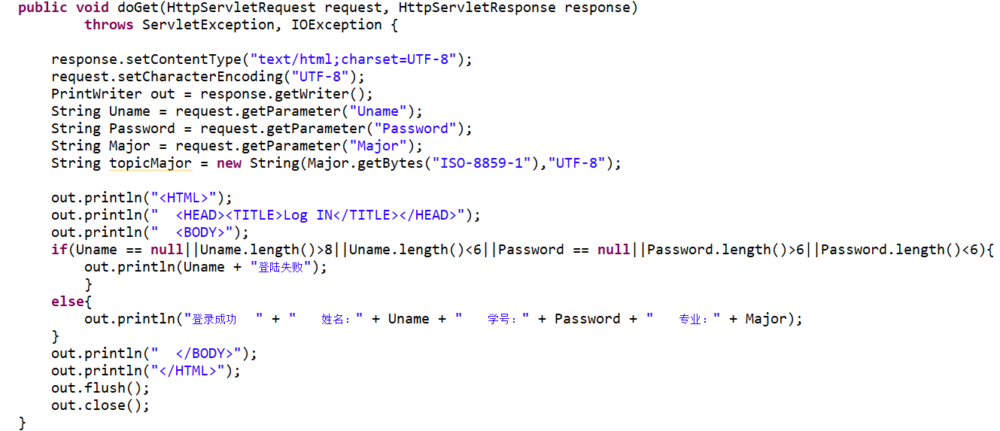 public void doGet(HttpServletRequest request, HttpServletResponse response)
        throws ServletException, IOException {

    response.setContentType("text/html;charset=UTF-8");
    request.setCharacterEncoding("UTF-8");
    PrintWriter out = response.getWriter();
    String Uname = request.getParameter("Uname");
    String Password = request.getParameter("Password");
    String Major = request.getParameter("Major");
    String topicMajor = new String(Major.getBytes("ISO-8859-1"),"UTF-8");

    out.println("<HTML>");
    out.println("  <HEAD><TITLE>Log IN</TITLE></HEAD>");
    out.println("  <BODY>");
    if(Uname == null||Uname.length()>8||Uname.length()<6||Password == null||Password.length()>6||Password.length()<6){
        out.println(Uname + "登陆失败");
        }
    else{
        out.println("登录成功  " + "   姓名：" + Uname + "   学号：" + Password + "   专业：" + Major);
    }
    out.println("  </BODY>");
    out.println("</HTML>");
    out.flush();
    out.close();
}